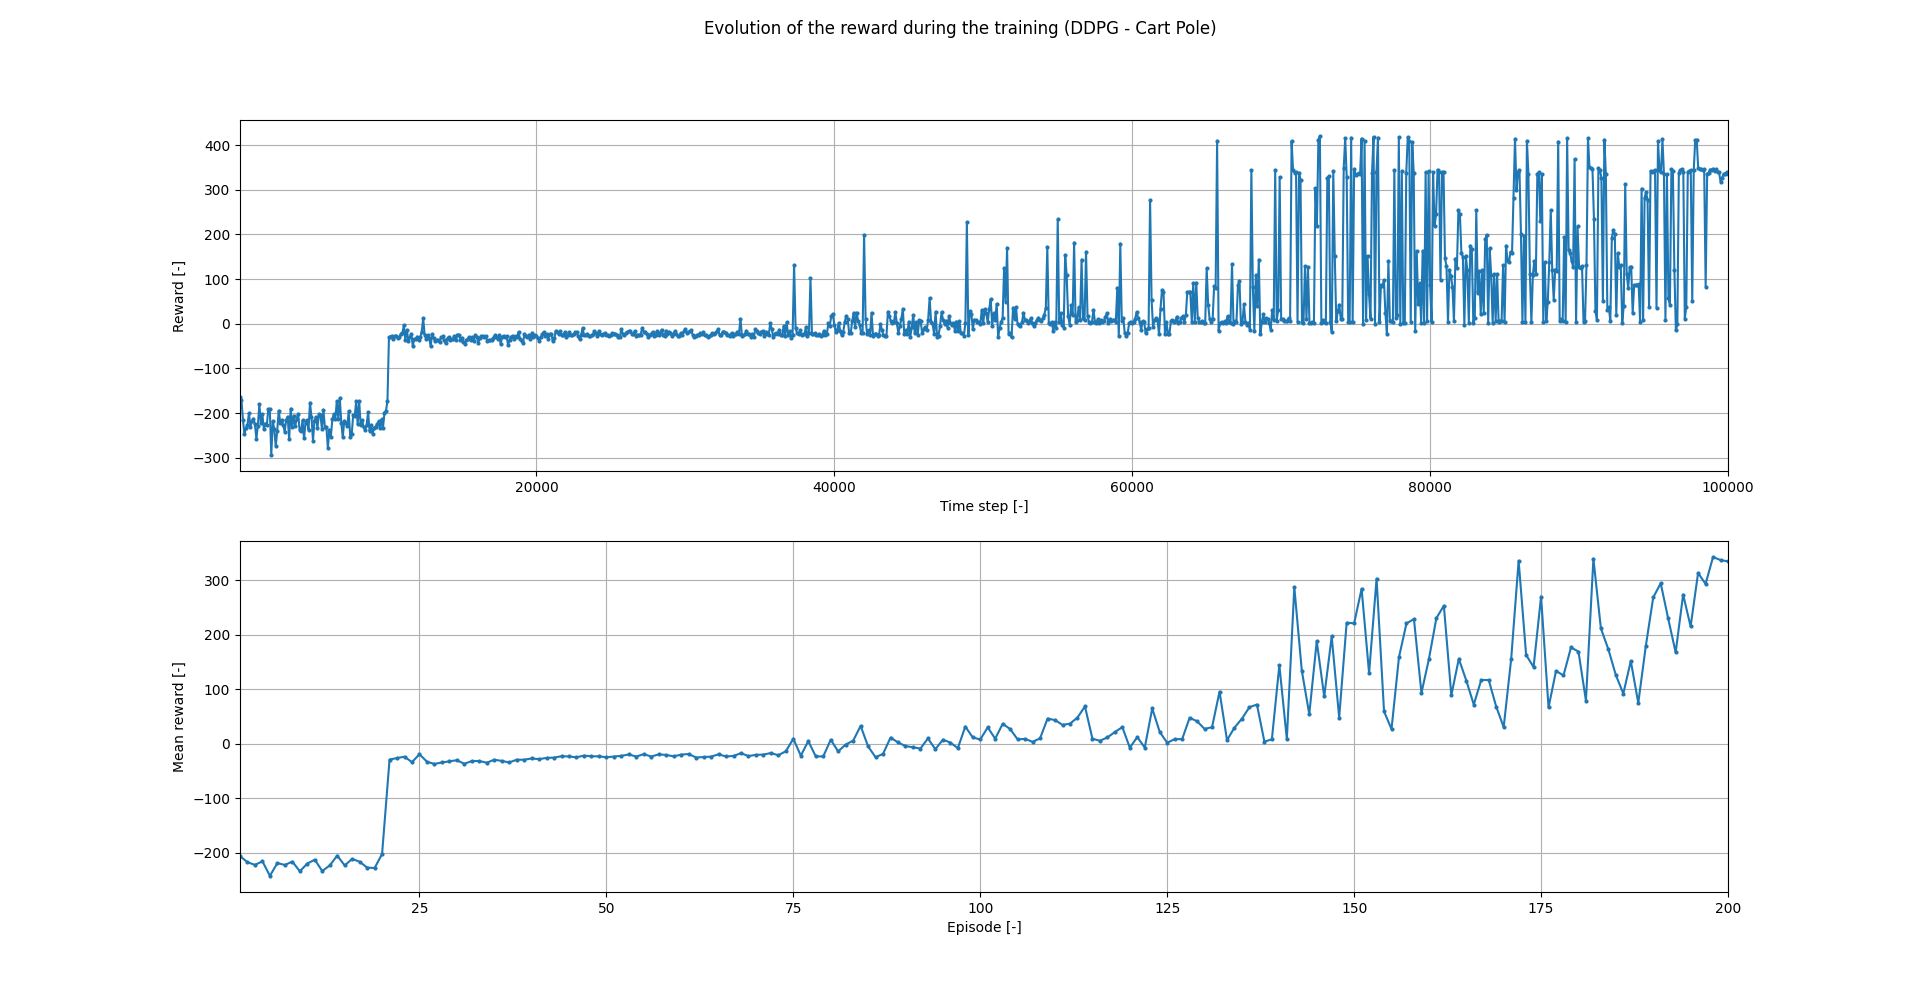 Evolution of the reward during the training (DDPG - Cart Pole)
400
300
200
100
0
−100
−200
−300
Reward [-]
20000 40000 60000 80000 100000
Time step [-]
300
200
100
0
−100
−200
Mean reward [-]
25 50 75 100 125 150 175 200
Episode [-]